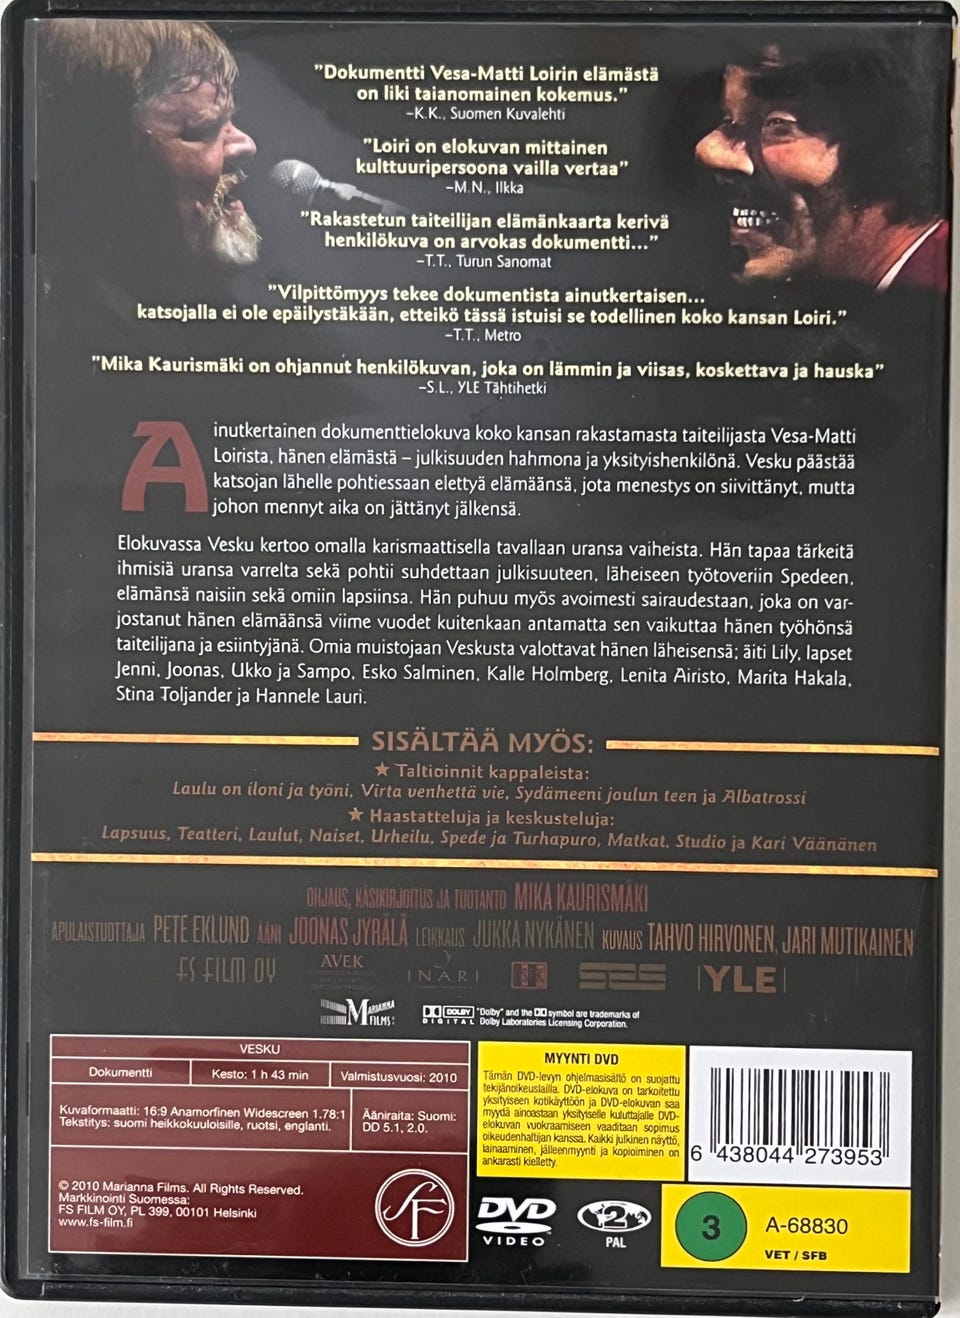 "Dokumentti Vesa-Matti Loirin elämästä
on liki taianomainen kokemus."
–K.K., Suomen Kuvalehti
"Loiri on elokuvan mittainen
kulttuuripersoona vailla vertaa"
–M.N., Ilkka
"Rakastetun taiteilijan elämänkaarta kerivä
henkilökuva on arvokas dokumentti..."
–T.T., Turun Sanomat
"Vilpittömyys tekee dokumentista ainutkertaisen...
katsojalla ei ole epäilystäkään, etteikö tässä istuisi se todellinen koko kansan Loiri."
–T.T., Metro
"Mika Kaurismäki on ohjannut henkilökuvan, joka on lämmin ja viisas, koskettava ja hauska"
–S.L., YLE Tähtihetki
Ainutkertainen dokumenttielokuva koko kansan rakastamasta taiteilijasta Vesa-Matti
Loirista, hänen elämästä – julkisuuden hahmona ja yksityishenkilönä. Vesku päästää
katsojan lähelle pohtiessaan elettyä elämäänsä, jota menestys on siivittänyt, mutta
johon mennyt aika on jättänyt jälkensä.
Elokuvassa Vesku kertoo omalla karismaattisella tavallaan uransa vaiheista. Hän tapaa tärkeitä
ihmisiä uransa varrelta sekä pohtii suhdettaan julkisuuteen, läheiseen työtoveriin Spedeen,
elämänsä naisiin sekä omiin lapsiinsa. Hän puhuu myös avoimesti sairaudestaan, joka on var-
jostanut hänen elämäänsä viime vuodet kuitenkaan antamatta sen vaikuttaa hänen työhönsä
taiteilijana ja esiintyjänä. Omia muistojaan Veskusta valottavat hänen läheisensä; äiti Lily, lapset
Jenni, Joonas, Ukko ja Sampo, Esko Salminen, Kalle Holmberg, Lenita Airisto, Marita Hakala,
Stina Toljander ja Hannele Lauri.
SISÄLTÄÄ MYÖS:
★ Taltioinnit kappaleista:
Laulu on iloni ja työni, Virta venhettä vie, Sydämeeni joulun teen ja Albatrossi
★ Haastatteluja ja keskusteluja:
Lapsuus, Teatteri, Laulut, Naiset, Urheilu, Spede ja Turhapuro, Matkat, Studio ja Kari Väänänen
OHJAUS, KÄSIKIRJOITUS JA TUOTANTO MIKA KAURISMÄKI
APULAISTUOTTAJA PETE EKLUND ÄÄNI JOONAS JYRÄLÄ LEIKKAUS JUKKA NYKÄNEN KUVAUS TAHVO HIRVONEN, JARI MUTIKAINEN
FS FILM OY AVEK INARI SES YLE
MARIANNA FILMS: DOLBY DIGITAL "Dolby" and the DD symbol are trademarks of
Dolby Laboratories Licensing Corporation.
VESKU
Dokumentti Kesto: 1 h 43 min Valmistusvuosi: 2010
Kuvaformaatti: 16:9 Anamorfinen Widescreen 1.78:1
Tekstitys: suomi heikkokuuloisille, ruotsi, englanti.
Ääniraita: Suomi:
DD 5.1, 2.0.
© 2010 Marianna Films. All Rights Reserved.
Markkinointi Suomessa:
FS FILM OY, PL 399, 00101 Helsinki
www.fs-film.fi
SF
MYYNTI DVD
Tämän DVD-levyn ohjelmasisältö on suojattu
tekijänoikeuslailla. DVD-elokuva on tarkoitettu
yksityiseen kotikäyttöön ja DVD-elokuvan saa
myydä ainoastaan yksityiselle kuluttajalle DVD-
elokuvan vuokraamiseen vaaditaan sopimus
oikeudenhaltijan kanssa. Kaikki julkinen näyttö,
lainaaminen, jälleenmyynti ja kopioiminen on
ankarasti kielletty.
6 438044 273953
DVD
VIDEO
2
PAL
3
A-68830
VET / SFB